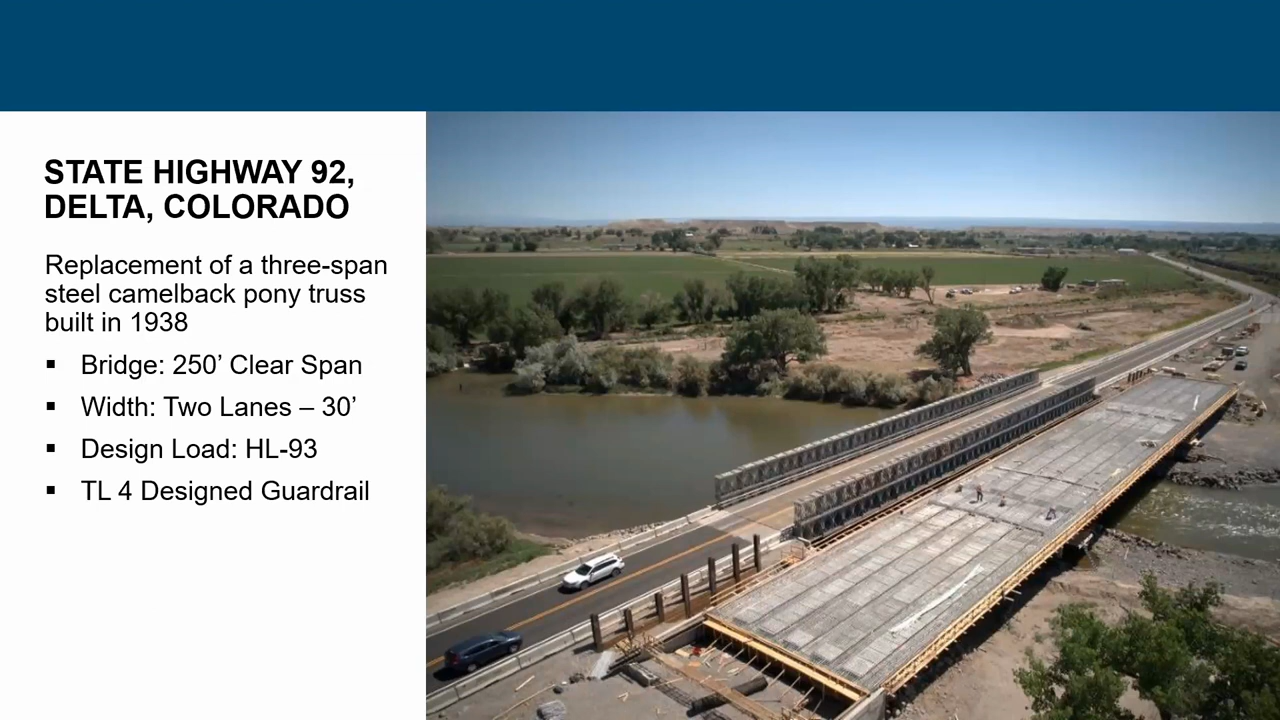 STATE HIGHWAY 92,
DELTA, COLORADO
Replacement of a three-span
steel camelback pony truss
built in 1938
▪ Bridge: 250’ Clear Span
▪ Width: Two Lanes – 30’
▪ Design Load: HL-93
▪ TL 4 Designed Guardrail